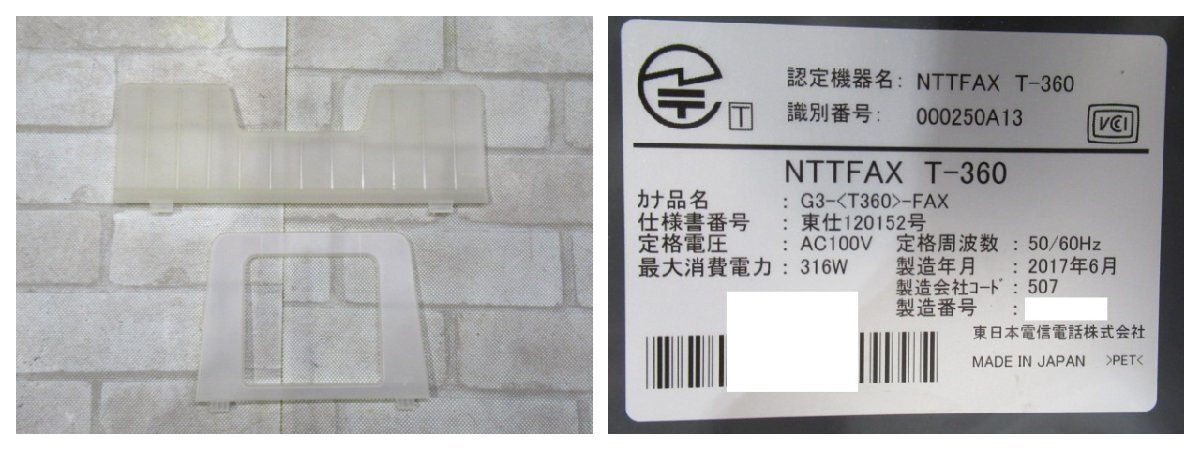 認定機器名: NTTFAX T-360
T 識別番号: 000250A13
VCCI
NTTFAX T-360
ｶﾅ品名 : G3-<T360>-FAX
仕様書番号 : 東仕120152号
定格電圧 : AC100V 定格周波数 : 50/60Hz
最大消費電力 : 316W 製造年月 : 2017年6月
製造会社ｺｰﾄﾞ : 507
製造番号 :
東日本電信電話株式会社
MADE IN JAPAN >PET<